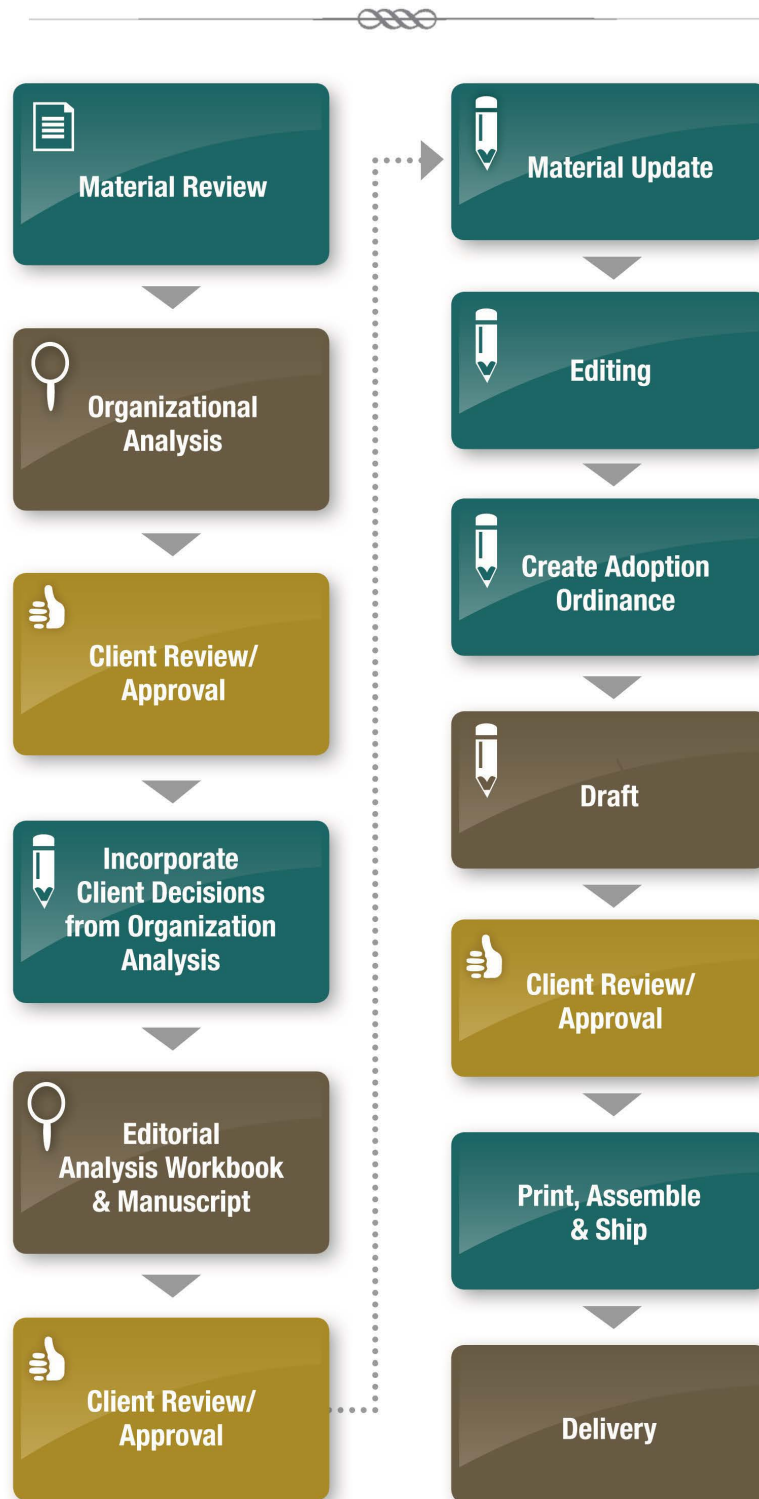 Material Review
Organizational
Analysis
Client Review/
Approval
Incorporate
Client Decisions
from Organization
Analysis
Editorial
Analysis Workbook
& Manuscript
Client Review/
Approval
Material Update
Editing
Create Adoption
Ordinance
Draft
Client Review/
Approval
Print, Assemble
& Ship
Delivery